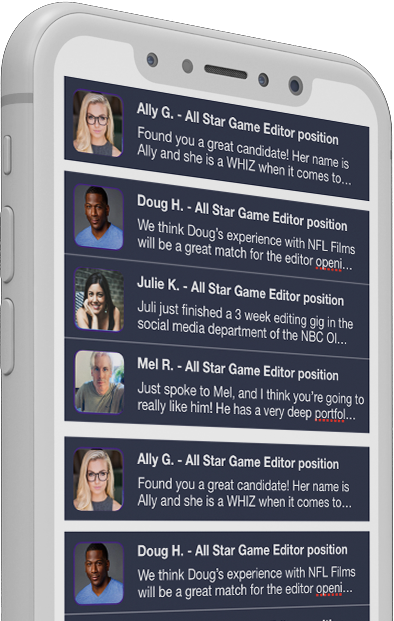 Ally G. - All Star Game Editor position
Found you a great candidate! Her name is
Ally and she is a WHIZ when it comes to...
Doug H. - All Star Game Editor position
We think Doug's experience with NFL Films
will be a great match for the editor openi...
Julie K. - All Star Game Editor position
Juli just finished a 3 week editing gig in the
social media department of the NBC Ol...
Mel R. - All Star Game Editor position
Just spoke to Mel, and I think you're going to
really like him! He has a very deep portfol...
Ally G. - All Star Game Editor position
Found you a great candidate! Her name is
Ally and she is a WHIZ when it comes to...
Doug H. - All Star Game Editor position
We think Doug's experience with NFL Films
will be a great match for the editor openi...